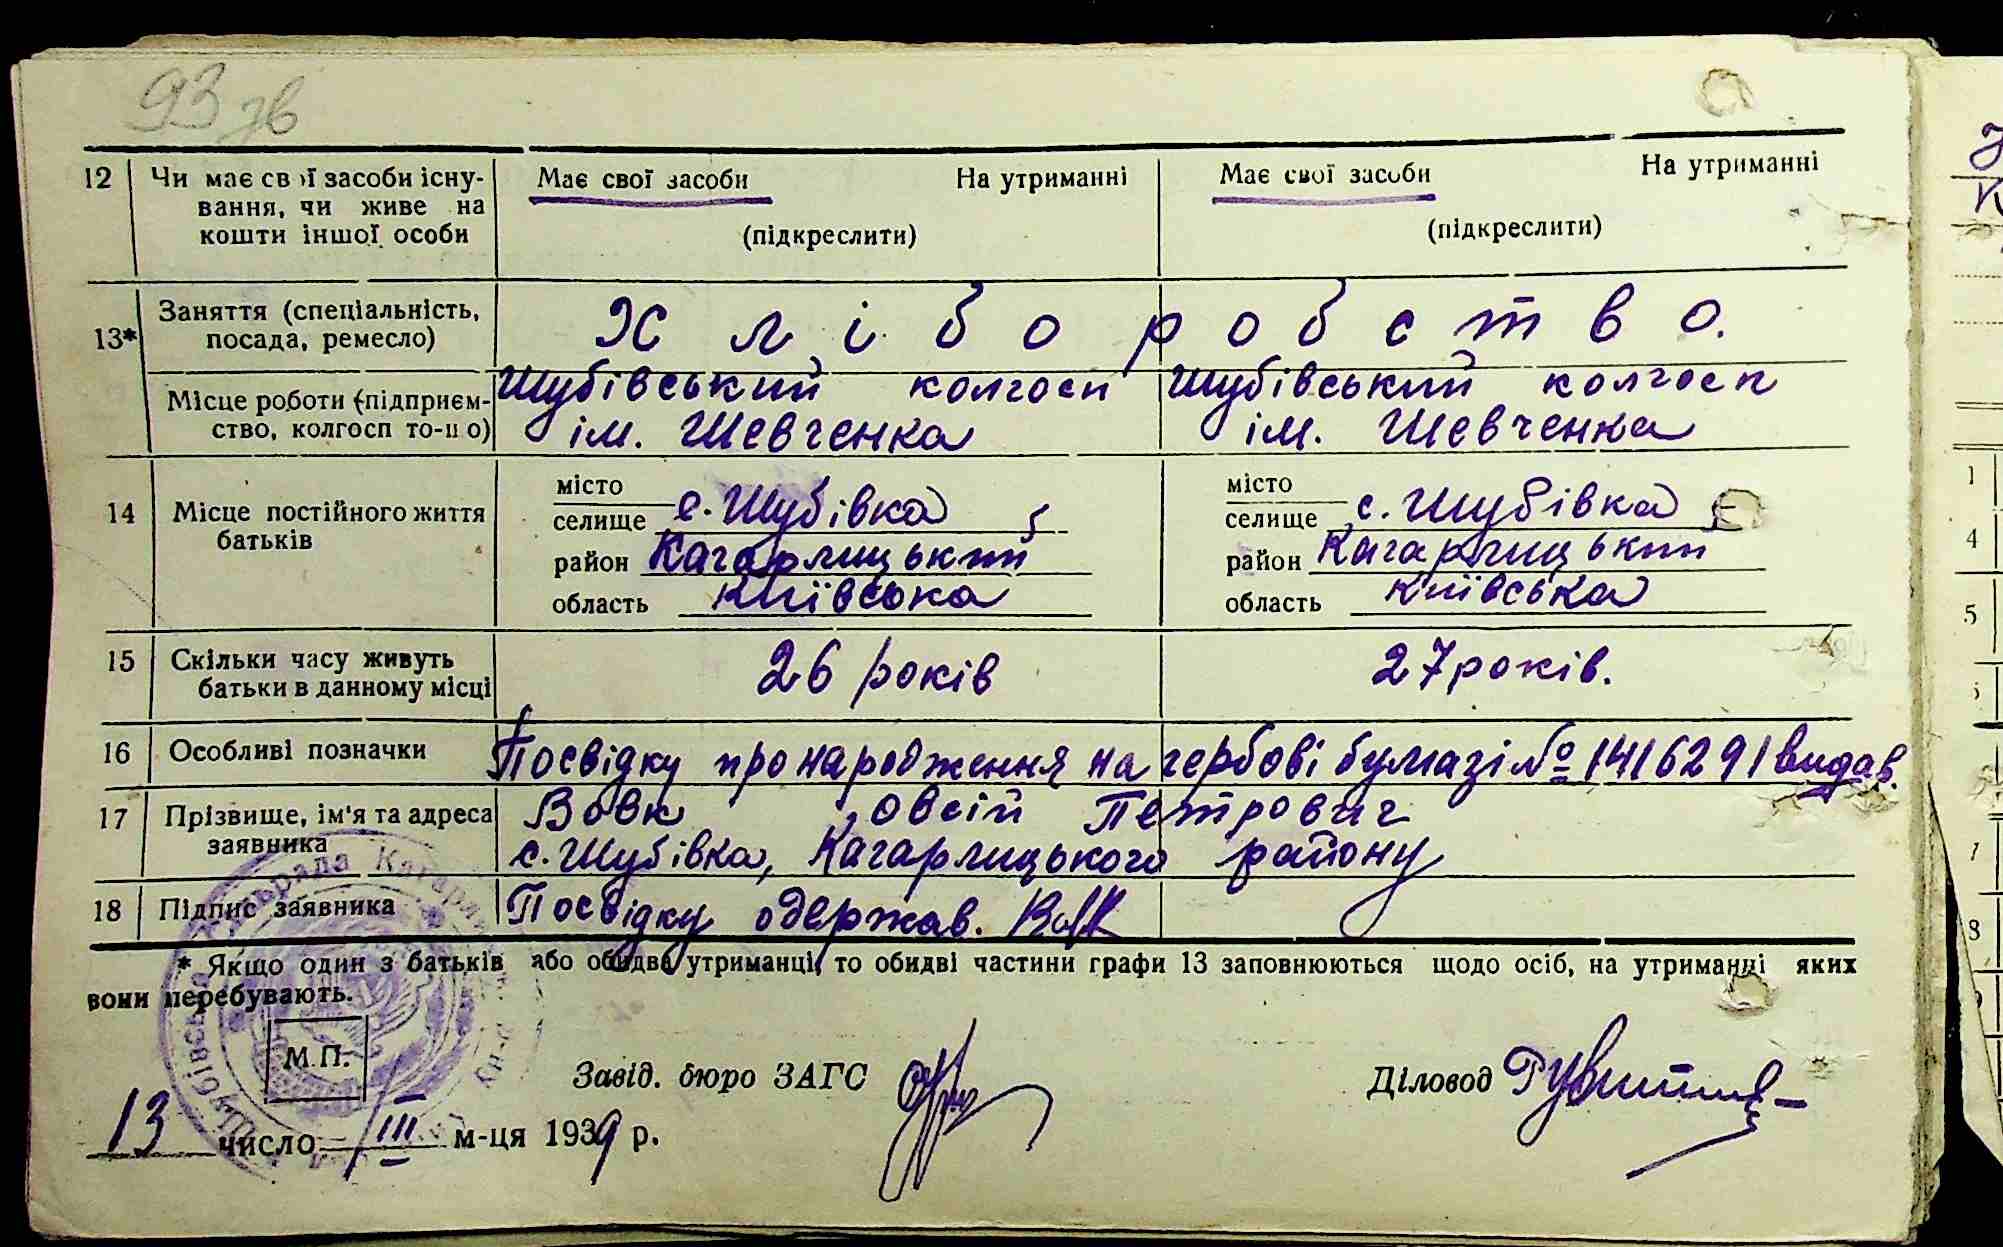 93 зв
12 Чи має свої засоби існу- Має свої засоби На утриманні Має свої засоби На утриманні
вання, чи живе на
кошти іншої особи (підкреслити) (підкреслити)
Заняття (спеціальність, Хліборобство.
13* посада, ремесло)
Місце роботи (підприєм- Шубівський колгосп Шубівський колгосп
ство, колгосп то-що) ім. Шевченка ім. Шевченка
місто місто
14 Місце постійного життя селище с. Шубівка селище с. Шубівка
батьків район Кагарлицький район Кагарлицький
область Київська область Київська
15 Скільки часу живуть 26 років 27 років.
батьки в данному місці
16 Особливі позначки Посвідку про народження на гербові бумазі № 1416291 видав.
17 Прізвище, ім'я та адреса Вовк Овсій Петрович
заявника с. Шубівка, Кагарлицького району
18 Підпис заявника Посвідку одержав. Вовк
* Якщо один з батьків або обидва утриманці, то обидві частини графи 13 заповнюються щодо осіб, на утриманні яких
вони перебувають.
М.П.
Завід. бюро ЗАГС Діловод
13 число III м-ця 1939 р.